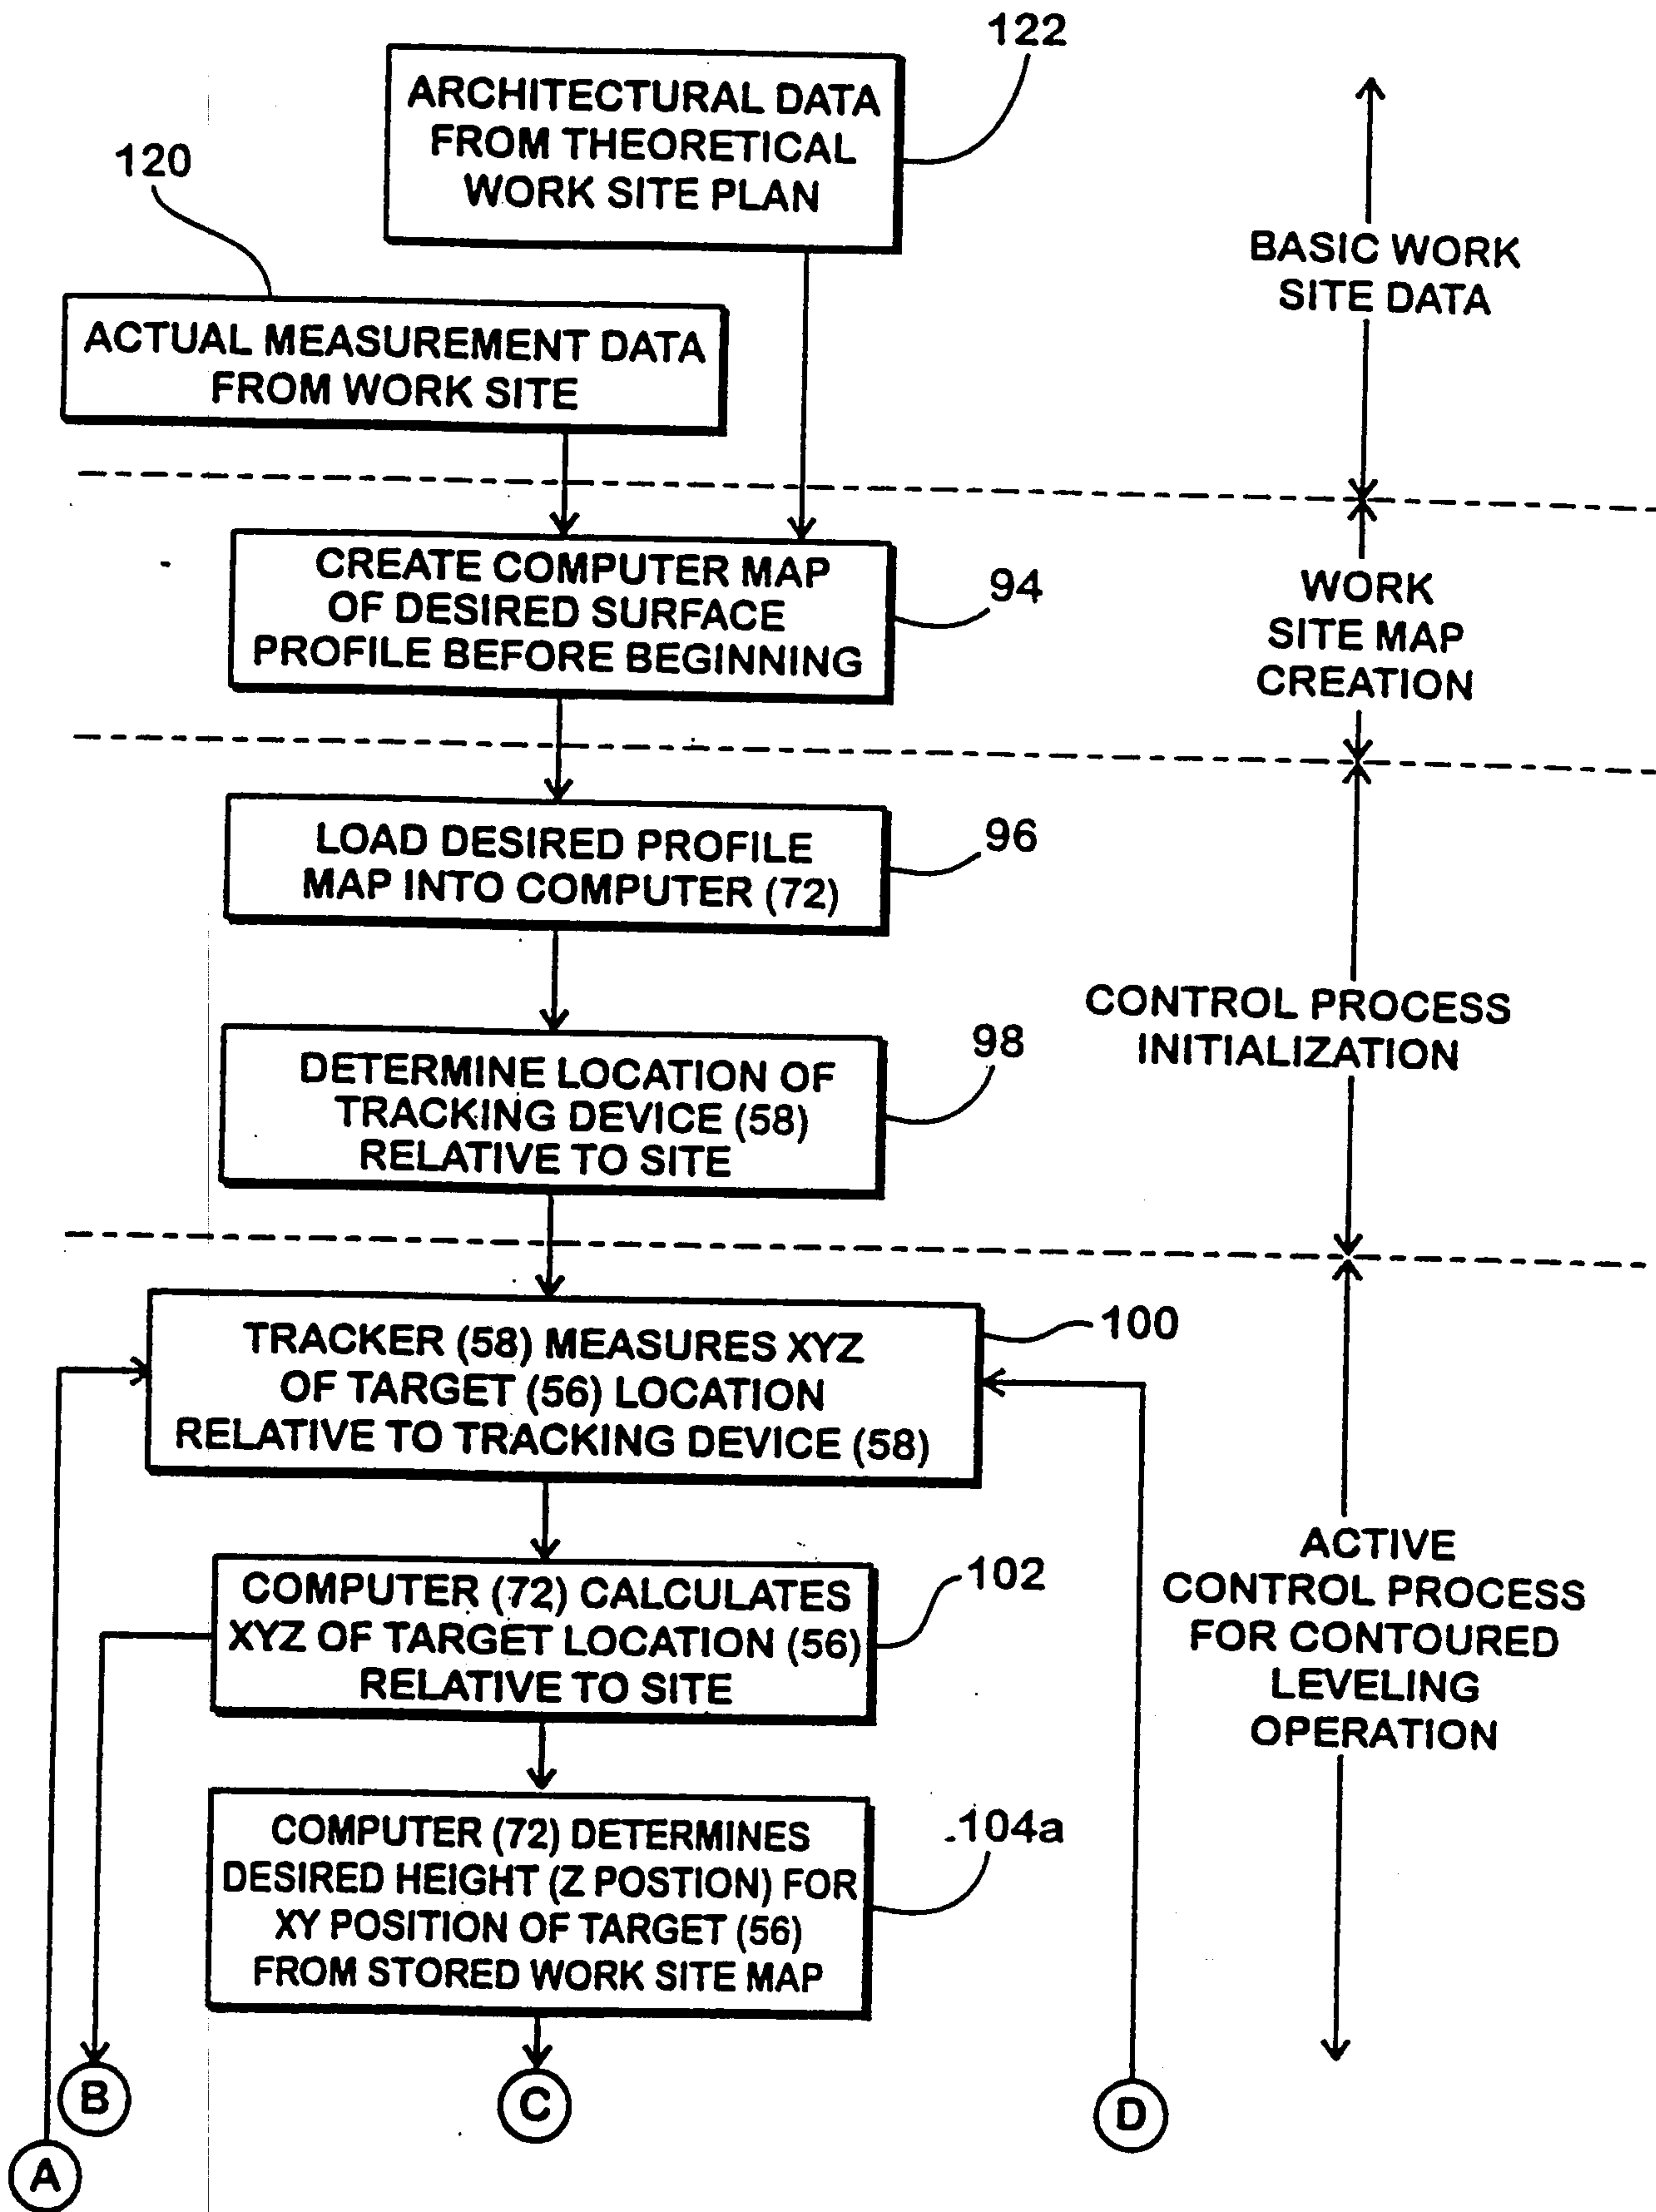 122
ARCHITECTURAL DATA
FROM THEORETICAL
WORK SITE PLAN
120
ACTUAL MEASUREMENT DATA
FROM WORK SITE
BASIC WORK
SITE DATA
CREATE COMPUTER MAP
OF DESIRED SURFACE
PROFILE BEFORE BEGINNING
94
WORK
SITE MAP
CREATION
LOAD DESIRED PROFILE
MAP INTO COMPUTER (72)
96
DETERMINE LOCATION OF
TRACKING DEVICE (58)
RELATIVE TO SITE
98
CONTROL PROCESS
INITIALIZATION
TRACKER (58) MEASURES XYZ
OF TARGET (56) LOCATION
RELATIVE TO TRACKING DEVICE (58)
100
COMPUTER (72) CALCULATES
XYZ OF TARGET LOCATION (56)
RELATIVE TO SITE
102
ACTIVE
CONTROL PROCESS
FOR CONTOURED
LEVELING
OPERATION
COMPUTER (72) DETERMINES
DESIRED HEIGHT (Z POSTION) FOR
XY POSITION OF TARGET (56)
FROM STORED WORK SITE MAP
104a
B
C
D
A